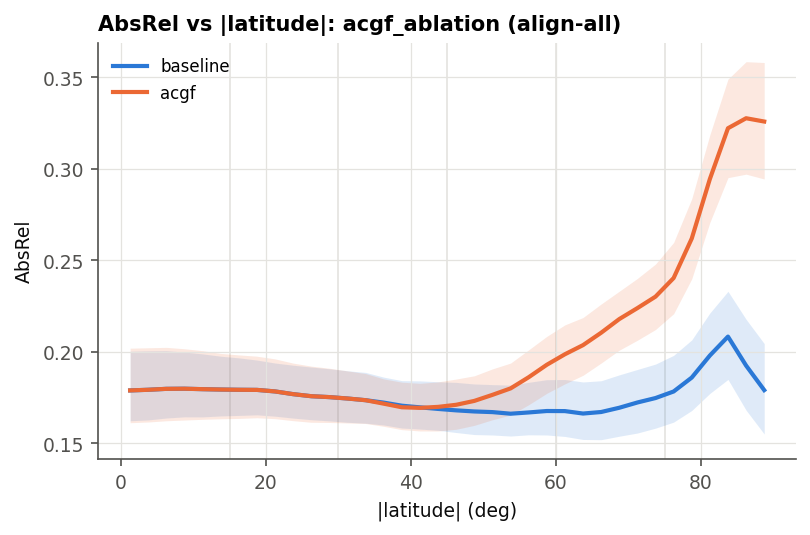 AbsRel vs |latitude|: acgf_ablation (align-all)
baseline
acgf
0.35
0.30
0.25
0.20
0.15
AbsRel
0 20 40 60 80
|latitude| (deg)